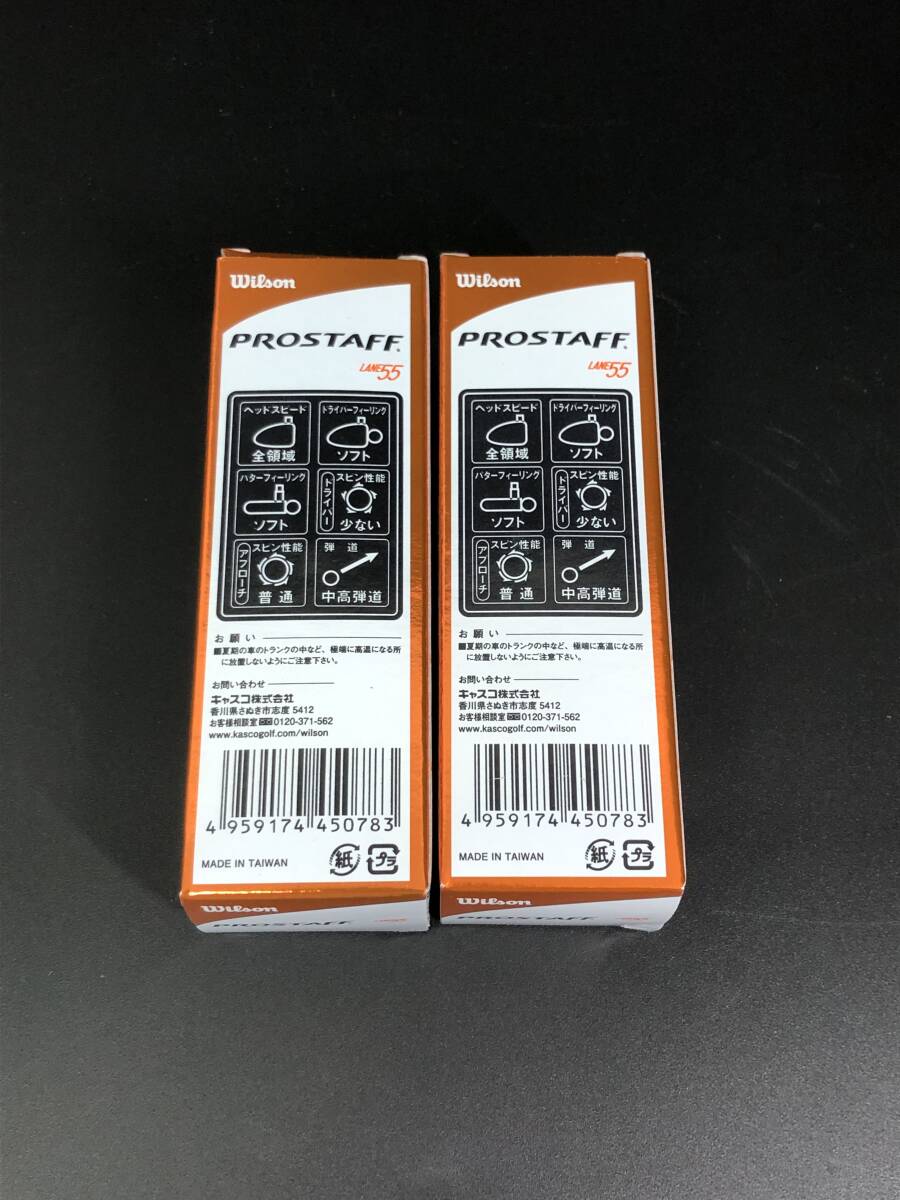 Wilson
PROSTAFF.
LANE55
ヘッドスピード
全領域
ドライバーフィーリング
ソフト
パターフィーリング
ソフト
ドライバー
スピン性能
少ない
アプローチ
スピン性能
普通
弾道
中高弾道
お願い
■夏期の車のトランクの中など、極端に高温になる所
に放置しないようにご注意下さい。
お問い合わせ
キャスコ株式会社
香川県さぬき市志度 5412
お客様相談室 0120-371-562
www.kascogolf.com/wilson
4 959174 450783
MADE IN TAIWAN
紙
プラ
Wilson
PROSTAFF
Wilson
PROSTAFF.
LANE55
ヘッドスピード
全領域
ドライバーフィーリング
ソフト
パターフィーリング
ソフト
ドライバー
スピン性能
少ない
アプローチ
スピン性能
普通
弾道
中高弾道
お願い
■夏期の車のトランクの中など、極端に高温になる所
に放置しないようにご注意下さい。
お問い合わせ
キャスコ株式会社
香川県さぬき市志度 5412
お客様相談室 0120-371-562
www.kascogolf.com/wilson
4 959174 450783
MADE IN TAIWAN
紙
プラ
Wilson
PROSTAFF